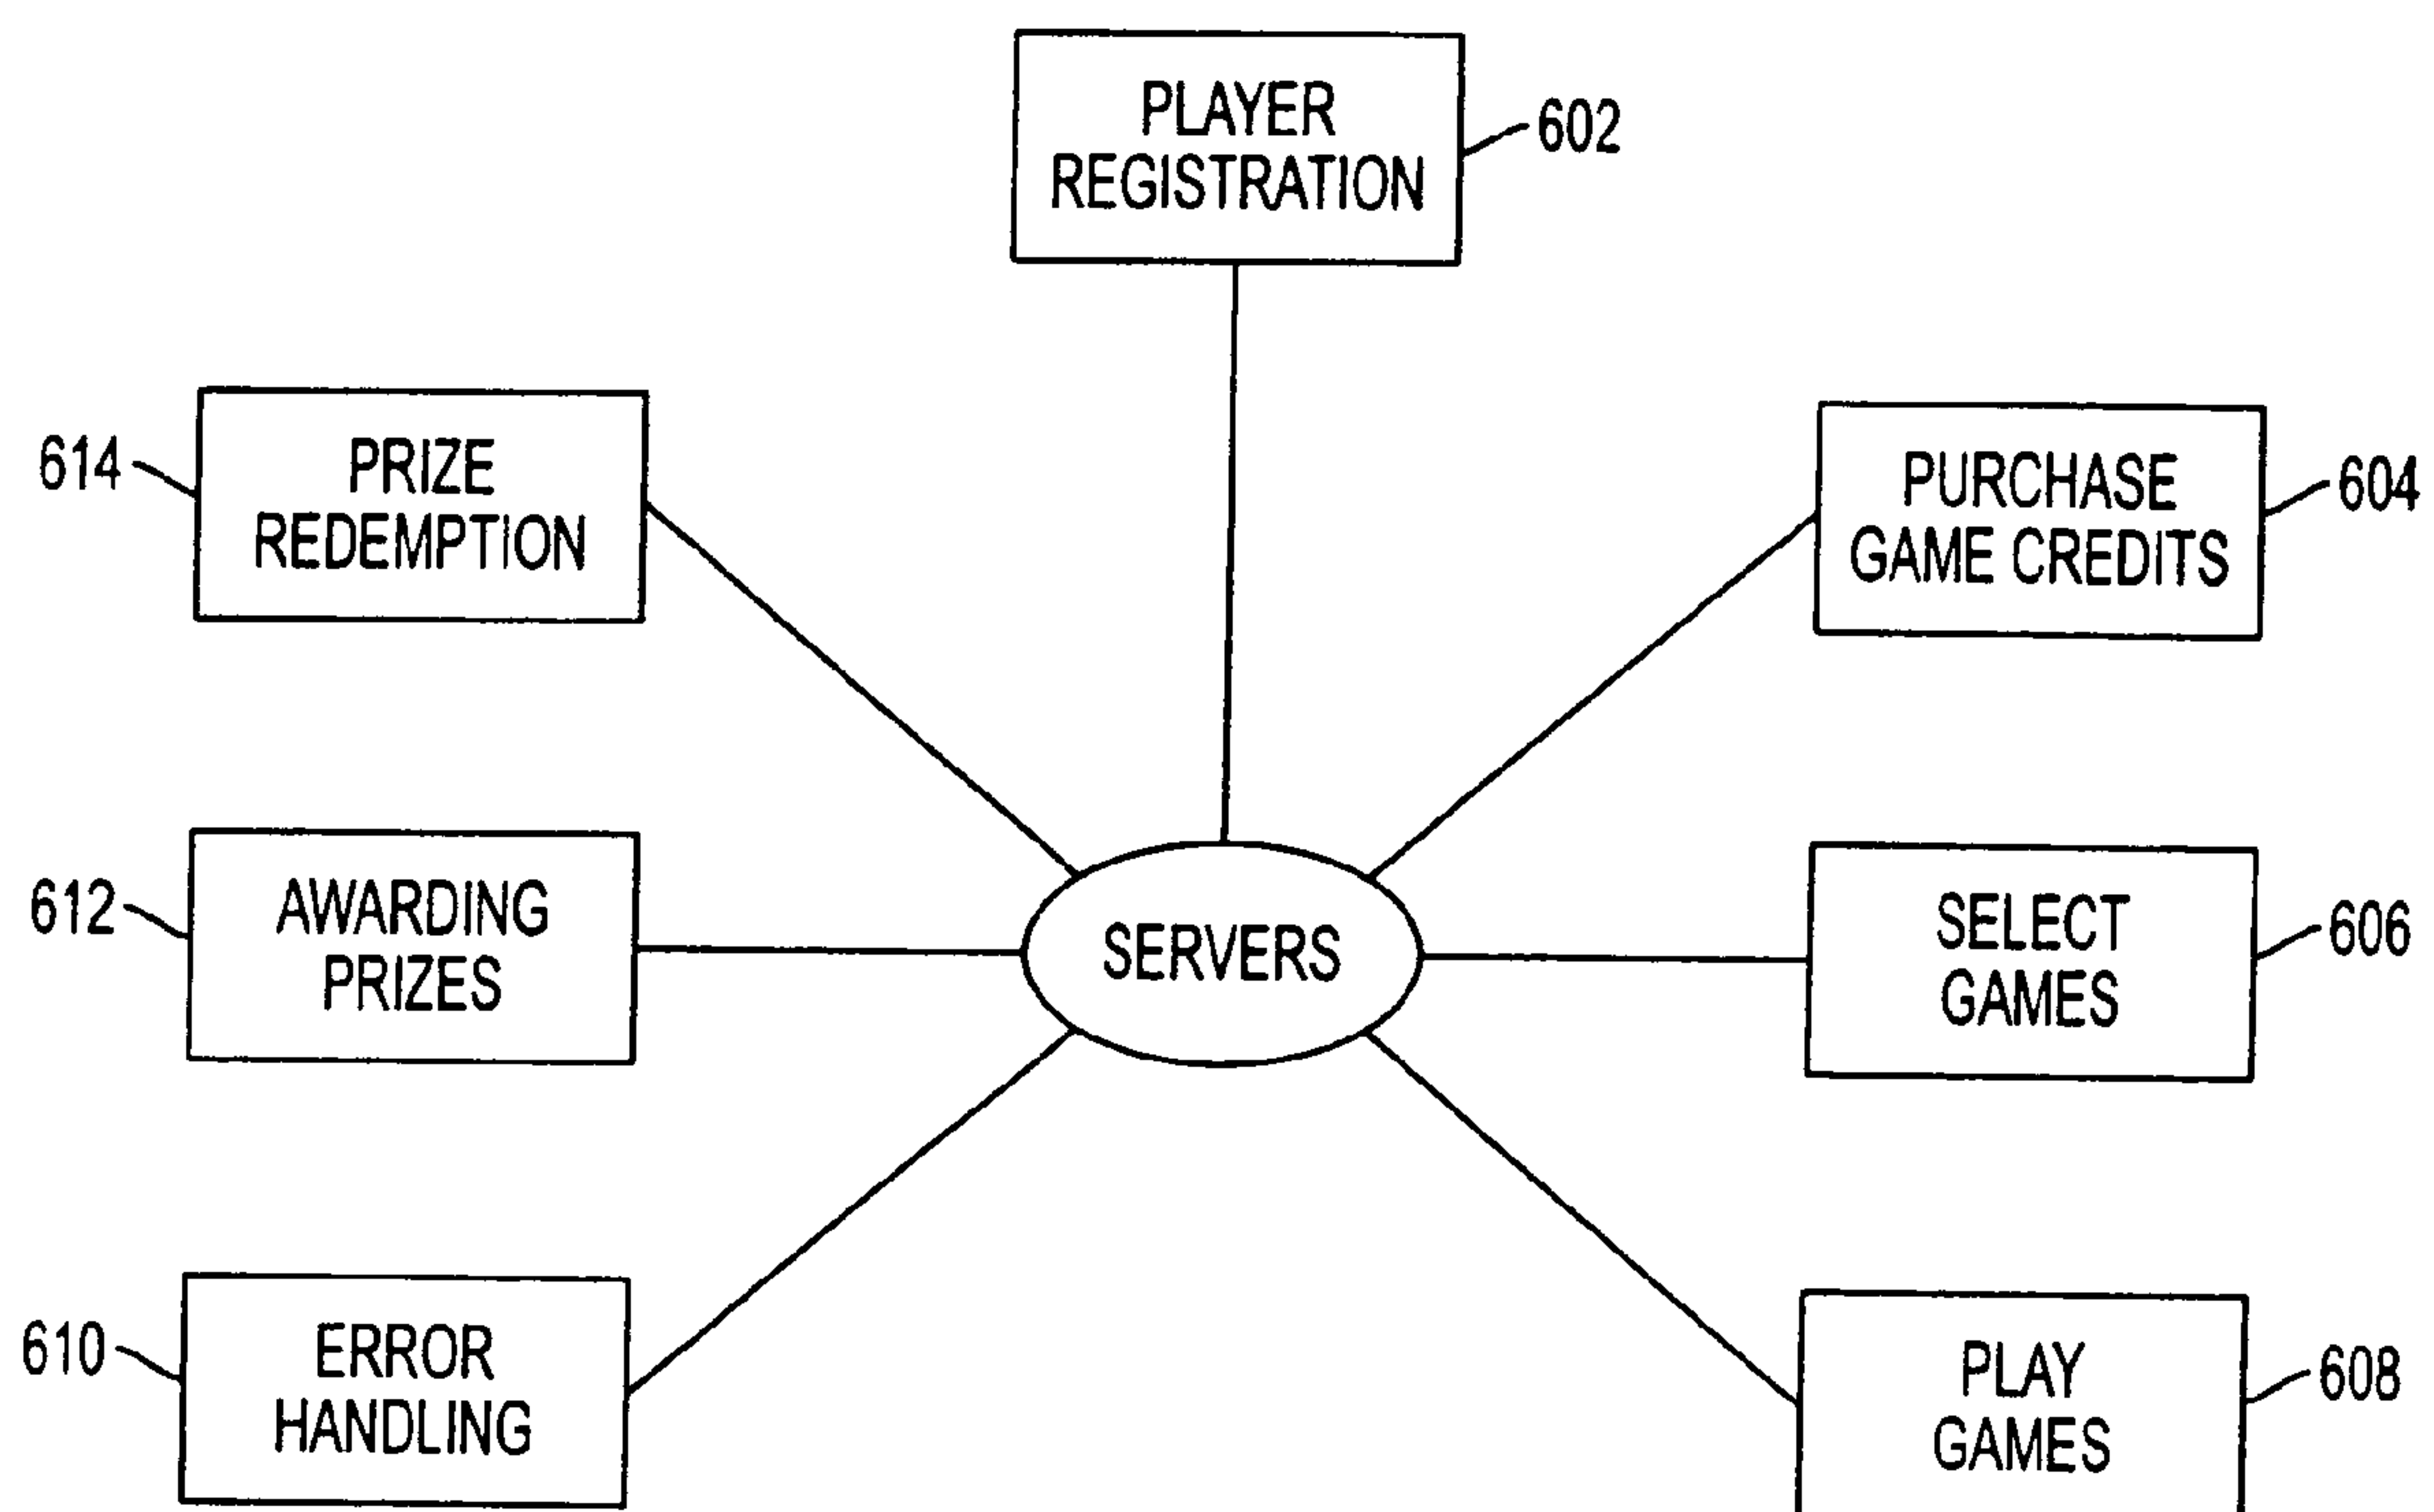 PLAYER
REGISTRATION
602
614
PRIZE
REDEMPTION
PURCHASE
GAME CREDITS
604
612
AWARDING
PRIZES
SERVERS
SELECT
GAMES
606
610
ERROR
HANDLING
PLAY
GAMES
608